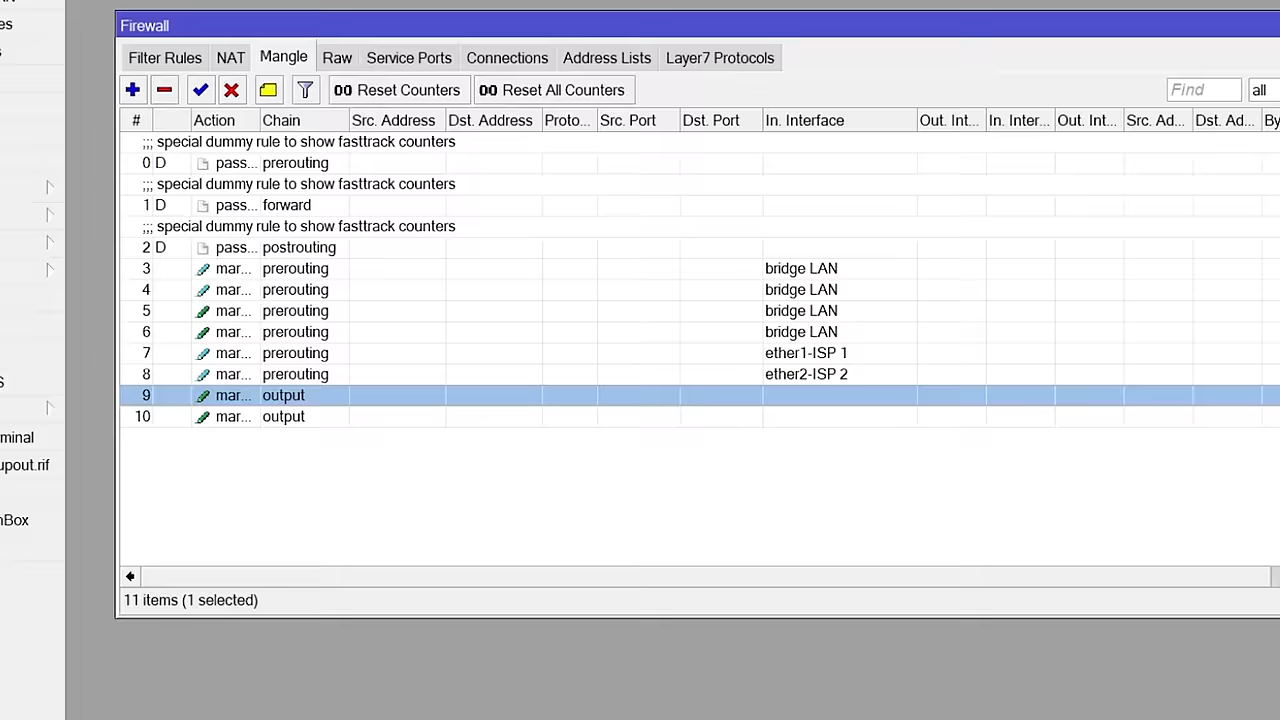 es
s
S
minal
upout.rif
nBox
Firewall
Filter Rules NAT Mangle Raw Service Ports Connections Address Lists Layer7 Protocols
00 Reset Counters 00 Reset All Counters Find all
# Action Chain Src. Address Dst. Address Proto... Src. Port Dst. Port In. Interface Out. Int... In. Inter... Out. Int... Src. Ad... Dst. Ad... By
;;; special dummy rule to show fasttrack counters
0 D pass... prerouting
;;; special dummy rule to show fasttrack counters
1 D pass... forward
;;; special dummy rule to show fasttrack counters
2 D pass... postrouting
3 mar... prerouting bridge LAN
4 mar... prerouting bridge LAN
5 mar... prerouting bridge LAN
6 mar... prerouting bridge LAN
7 mar... prerouting ether1-ISP 1
8 mar... prerouting ether2-ISP 2
9 mar... output
10 mar... output
11 items (1 selected)